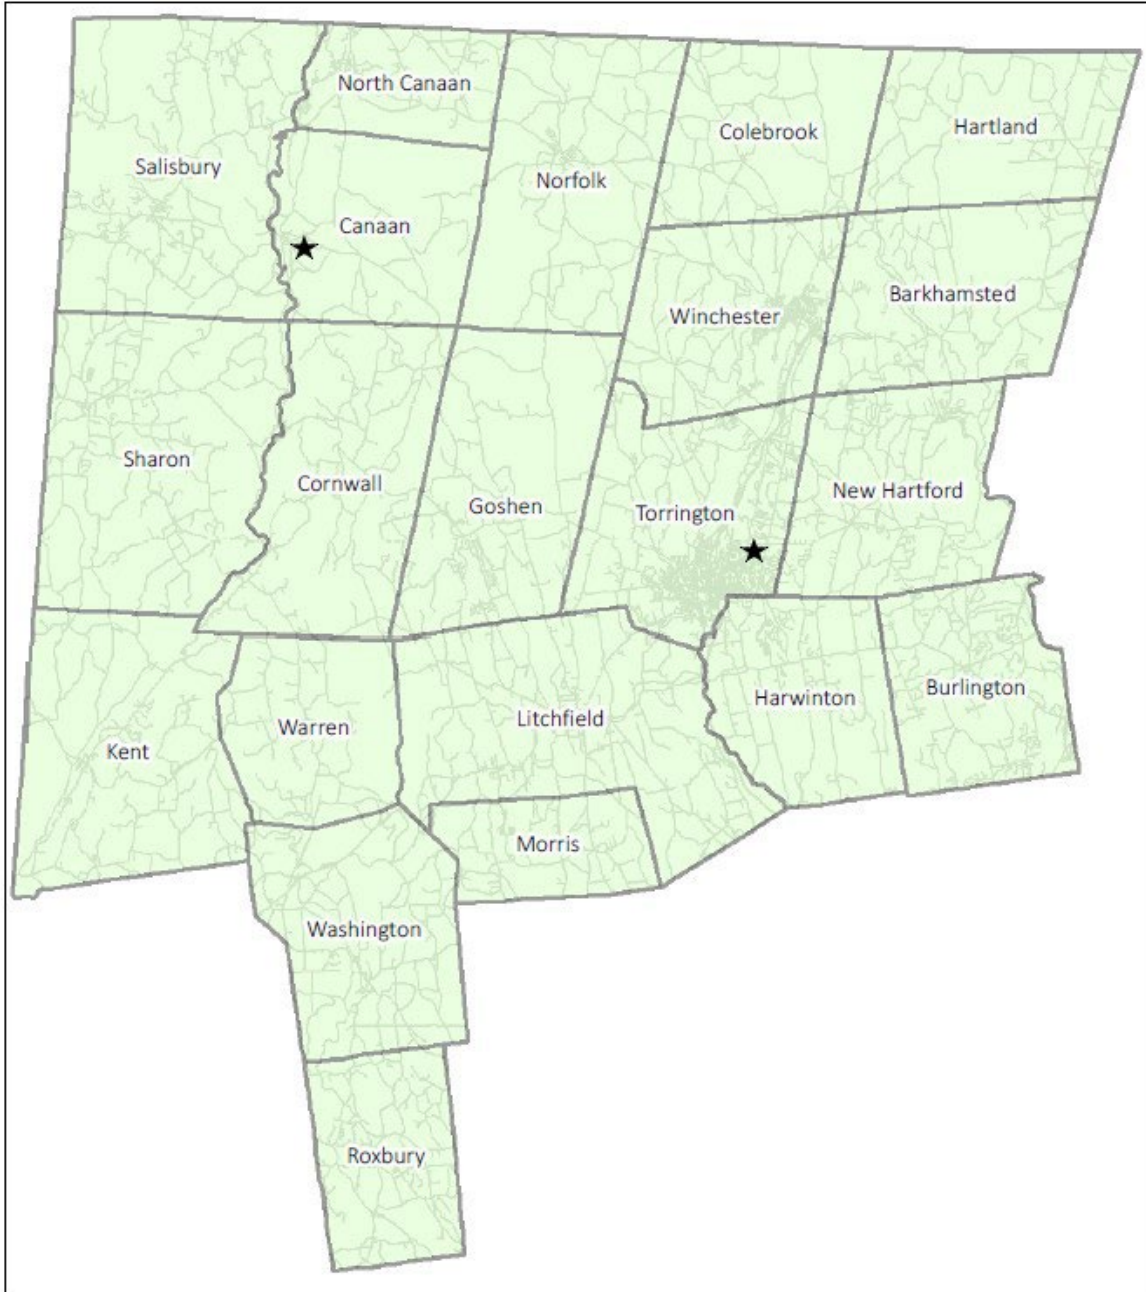 North Canaan
Colebrook
Hartland
Salisbury
Norfolk
Canaan
Barkhamsted
Winchester
Sharon
Cornwall
Goshen
Torrington
New Hartford
Burlington
Harwinton
Litchfield
Warren
Kent
Morris
Washington
Roxbury